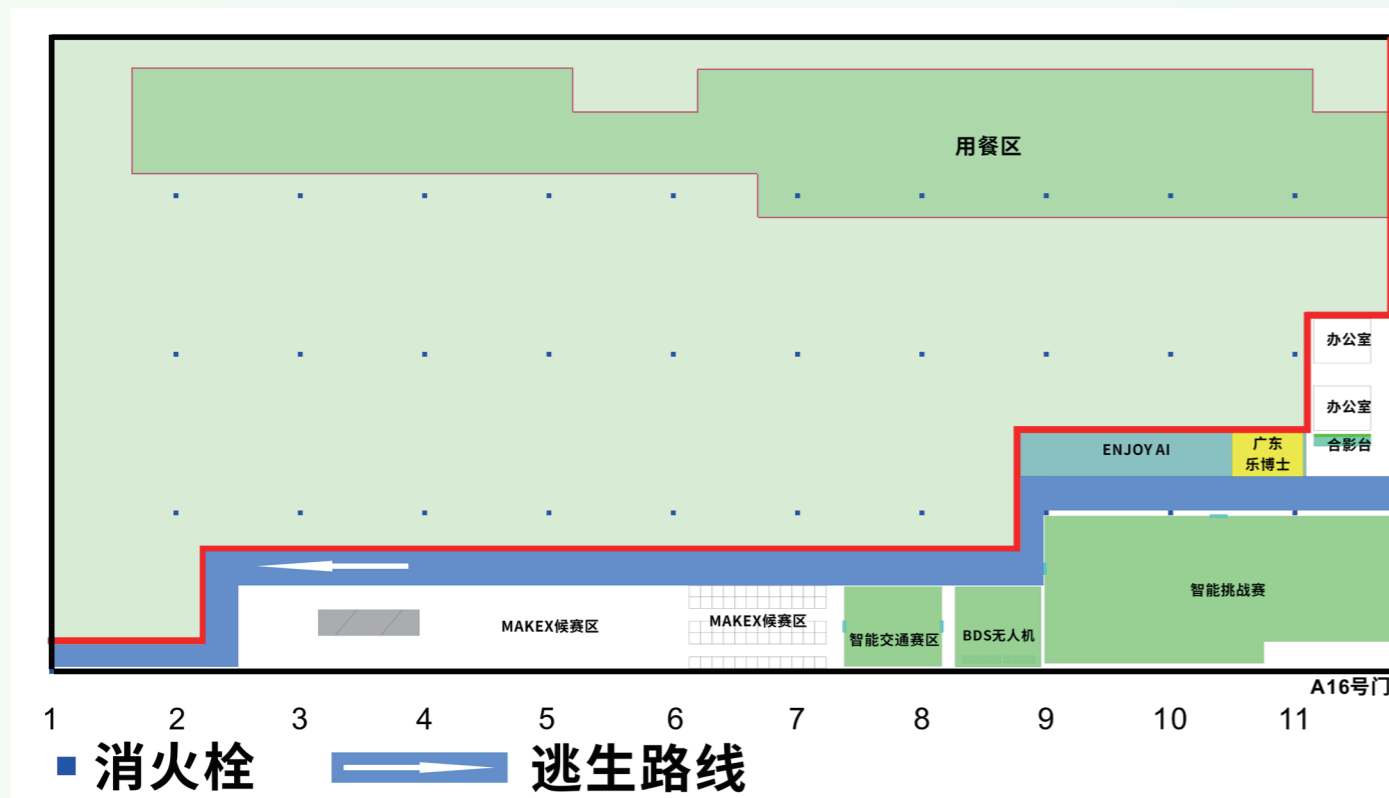 用餐区
办公室
办公室
合影台
ENJOY AI
广东
乐博士
智能挑战赛
MAKEX候赛区
MAKEX候赛区
智能交通赛区
BDS无人机
A16号门
1 2 3 4 5 6 7 8 9 10 11
消火栓
逃生路线